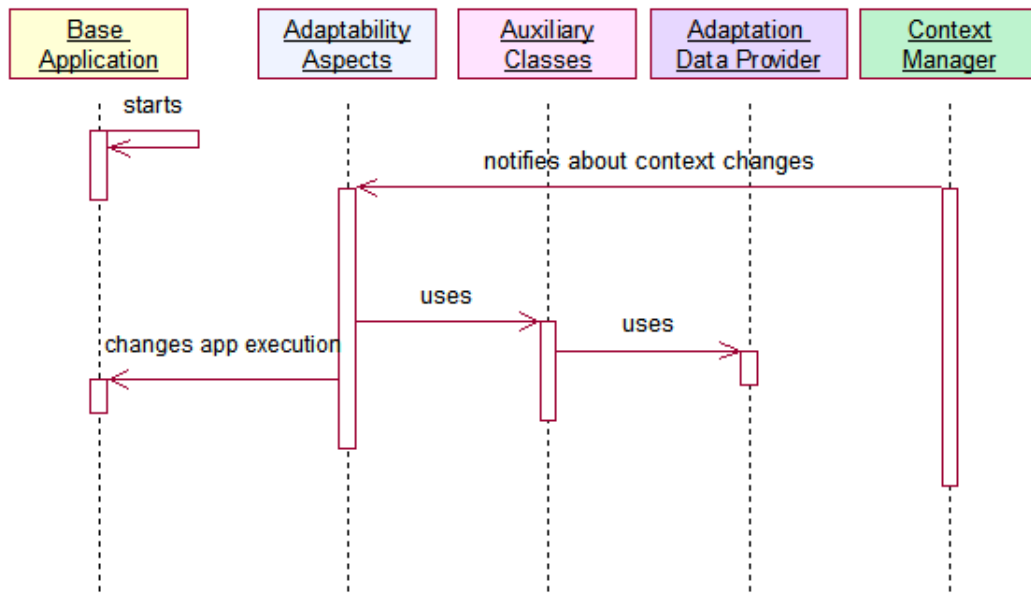 Base
Application
Adaptability
Aspects
Auxiliary
Classes
Adaptation
Data Provider
Context
Manager
starts
notifies about context changes
uses
uses
changes app execution